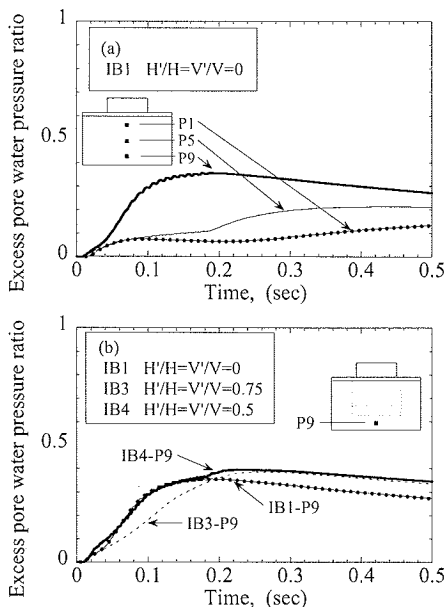 Excess pore water pressure ratio
1
0.5
0
(a)
IB1 H'/H=V'/V=0
P1
P5
P9
0 0.1 0.2 0.3 0.4 0.5
Time, (sec)
Excess pore water pressure ratio
1
0.5
0
(b)
IB1 H'/H=V'/V=0
IB3 H'/H=V'/V=0.75
IB4 H'/H=V'/V=0.5
P9
IB4-P9
IB1-P9
IB3-P9
0 0.1 0.2 0.3 0.4 0.5
Time, (sec)